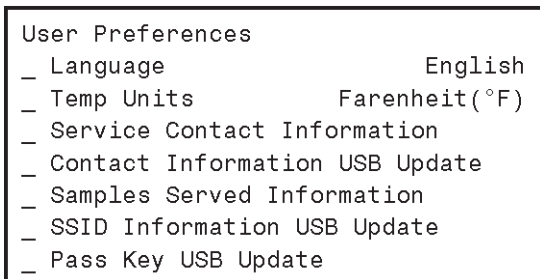 User Preferences
_ Language English
_ Temp Units Farenheit(°F)
_ Service Contact Information
_ Contact Information USB Update
_ Samples Served Information
_ SSID Information USB Update
_ Pass Key USB Update